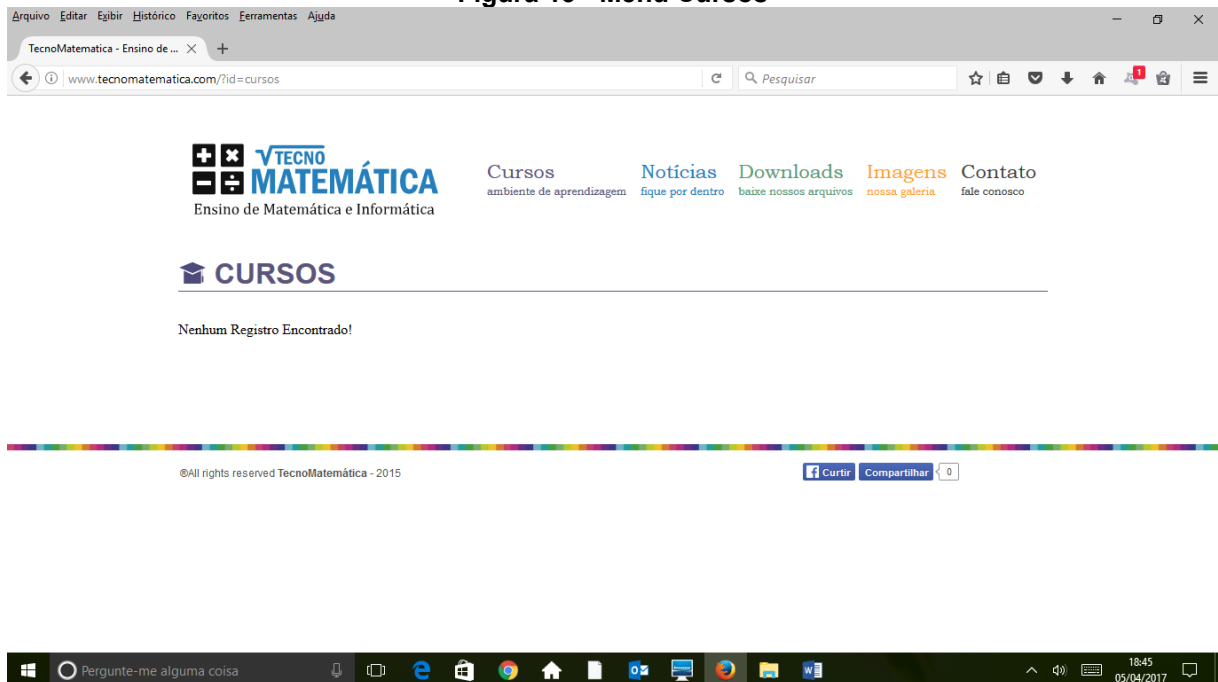 Arquivo Editar Exibir Histórico Favoritos Ferramentas Ajuda
TecnoMatematica - Ensino de ...
www.tecnomatematica.com/?id=cursos
Pesquisar
1
√TECNO
MATEMÁTICA
Ensino de Matemática e Informática
Cursos Notícias Downloads Imagens Contato
ambiente de aprendizagem fique por dentro baixe nossos arquivos nossa galeria fale conosco
CURSOS
Nenhum Registro Encontrado!
©All rights reserved TecnoMatemática - 2015
Curtir Compartilhar 0
Pergunte-me alguma coisa
18:45
05/04/2017